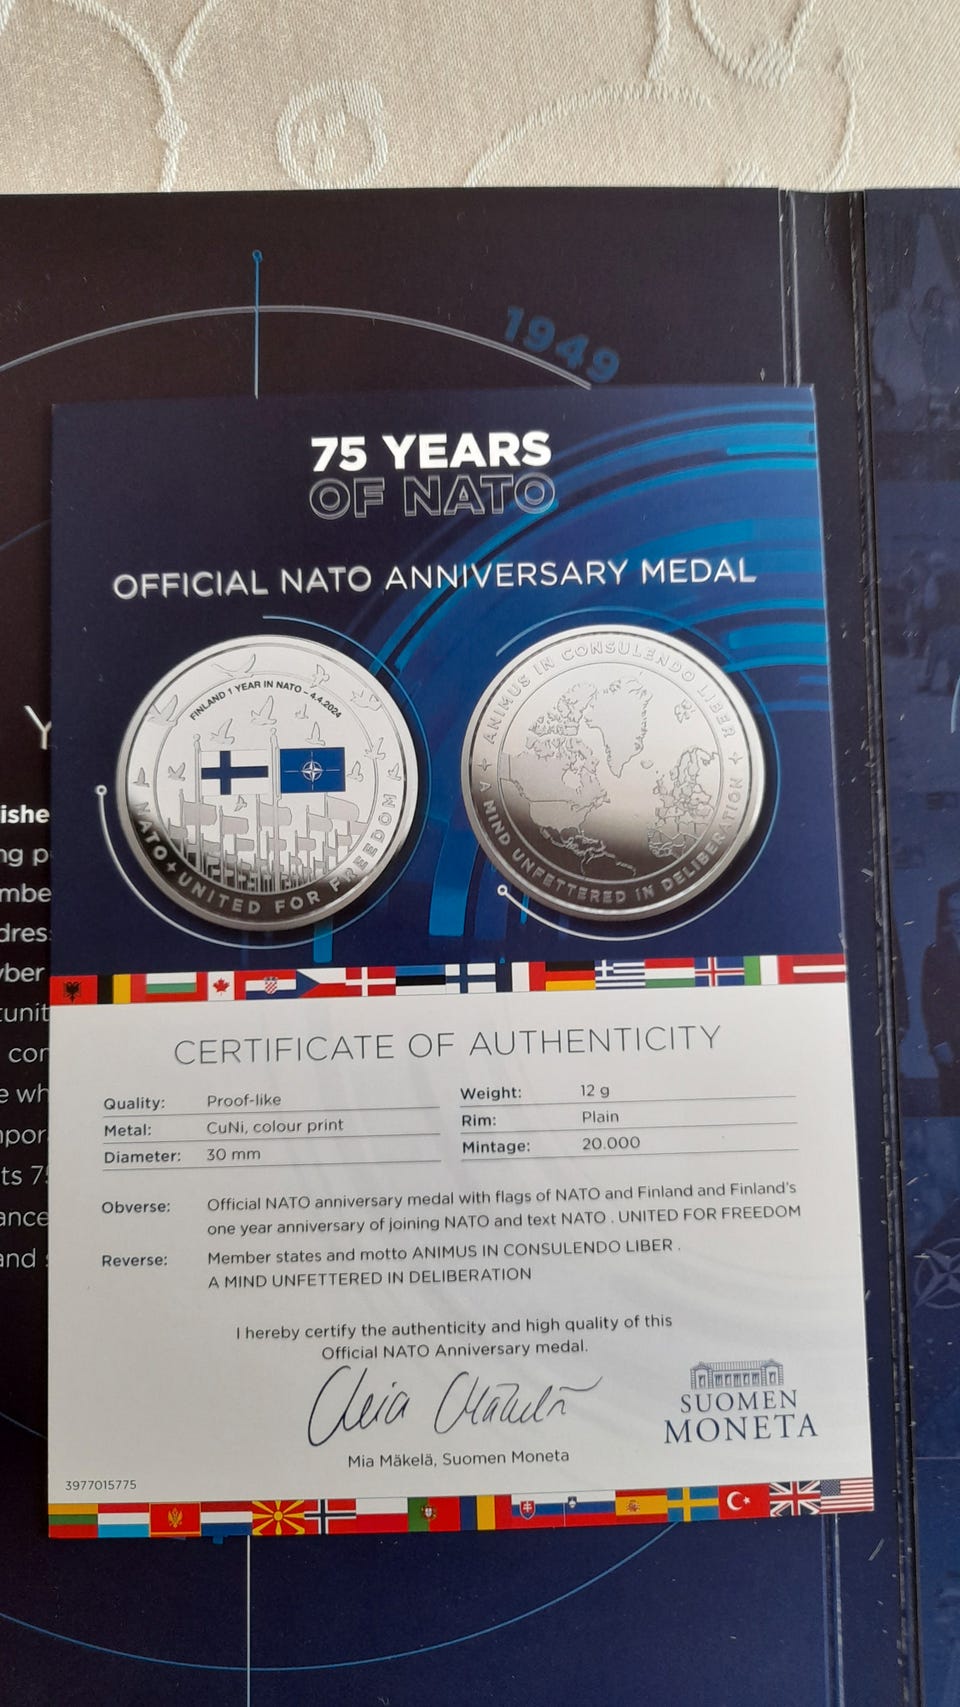 1949
75 YEARS
OF NATO
OFFICIAL NATO ANNIVERSARY MEDAL
FINLAND 1 YEAR IN NATO - 4.4.2024
NATO ✦ UNITED FOR FREEDOM
ANIMUS IN CONSULENDO LIBER
A MIND UNFETTERED IN DELIBERATION
CERTIFICATE OF AUTHENTICITY
Quality: Proof-like
Metal: CuNi, colour print
Diameter: 30 mm
Weight: 12 g
Rim: Plain
Mintage: 20.000
Obverse: Official NATO anniversary medal with flags of NATO and Finland and Finland's
one year anniversary of joining NATO and text NATO . UNITED FOR FREEDOM
Reverse: Member states and motto ANIMUS IN CONSULENDO LIBER .
A MIND UNFETTERED IN DELIBERATION
I hereby certify the authenticity and high quality of this
Official NATO Anniversary medal.
Mia Mäkelä
Mia Mäkelä, Suomen Moneta
SUOMEN
MONETA
3977015775